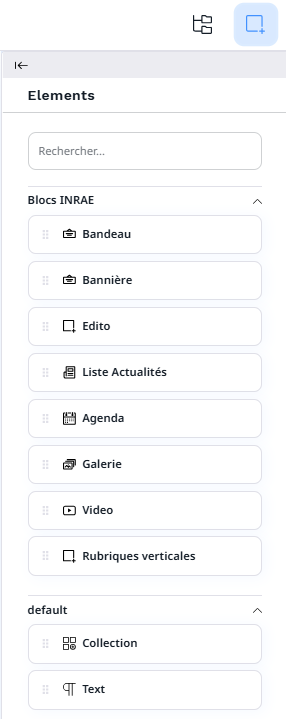 Elements
Rechercher...
Blocs INRAE
Bandeau
Bannière
Edito
Liste Actualités
Agenda
Galerie
Video
Rubriques verticales
default
Collection
Text